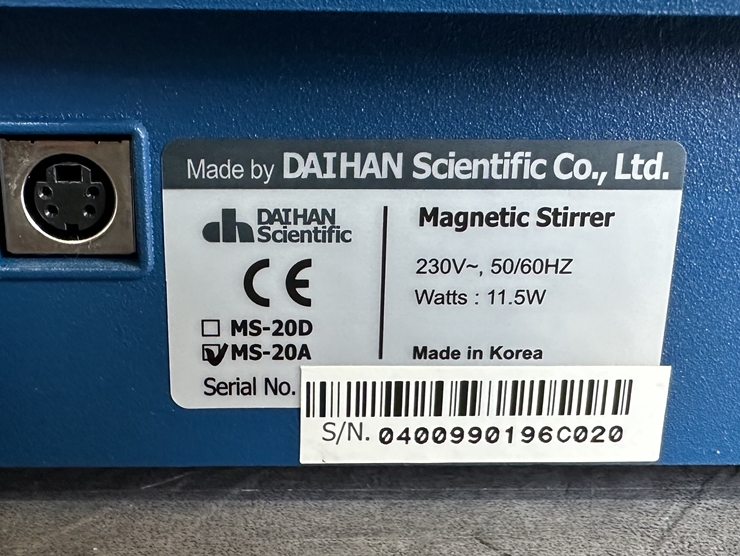 Made by DAIHAN Scientific Co., Ltd.
dh DAIHAN Scientific
CE
☐ MS-20D
☑ MS-20A
Serial No.
Magnetic Stirrer
230V~, 50/60HZ
Watts : 11.5W
Made in Korea
S/N. 0400990196C020